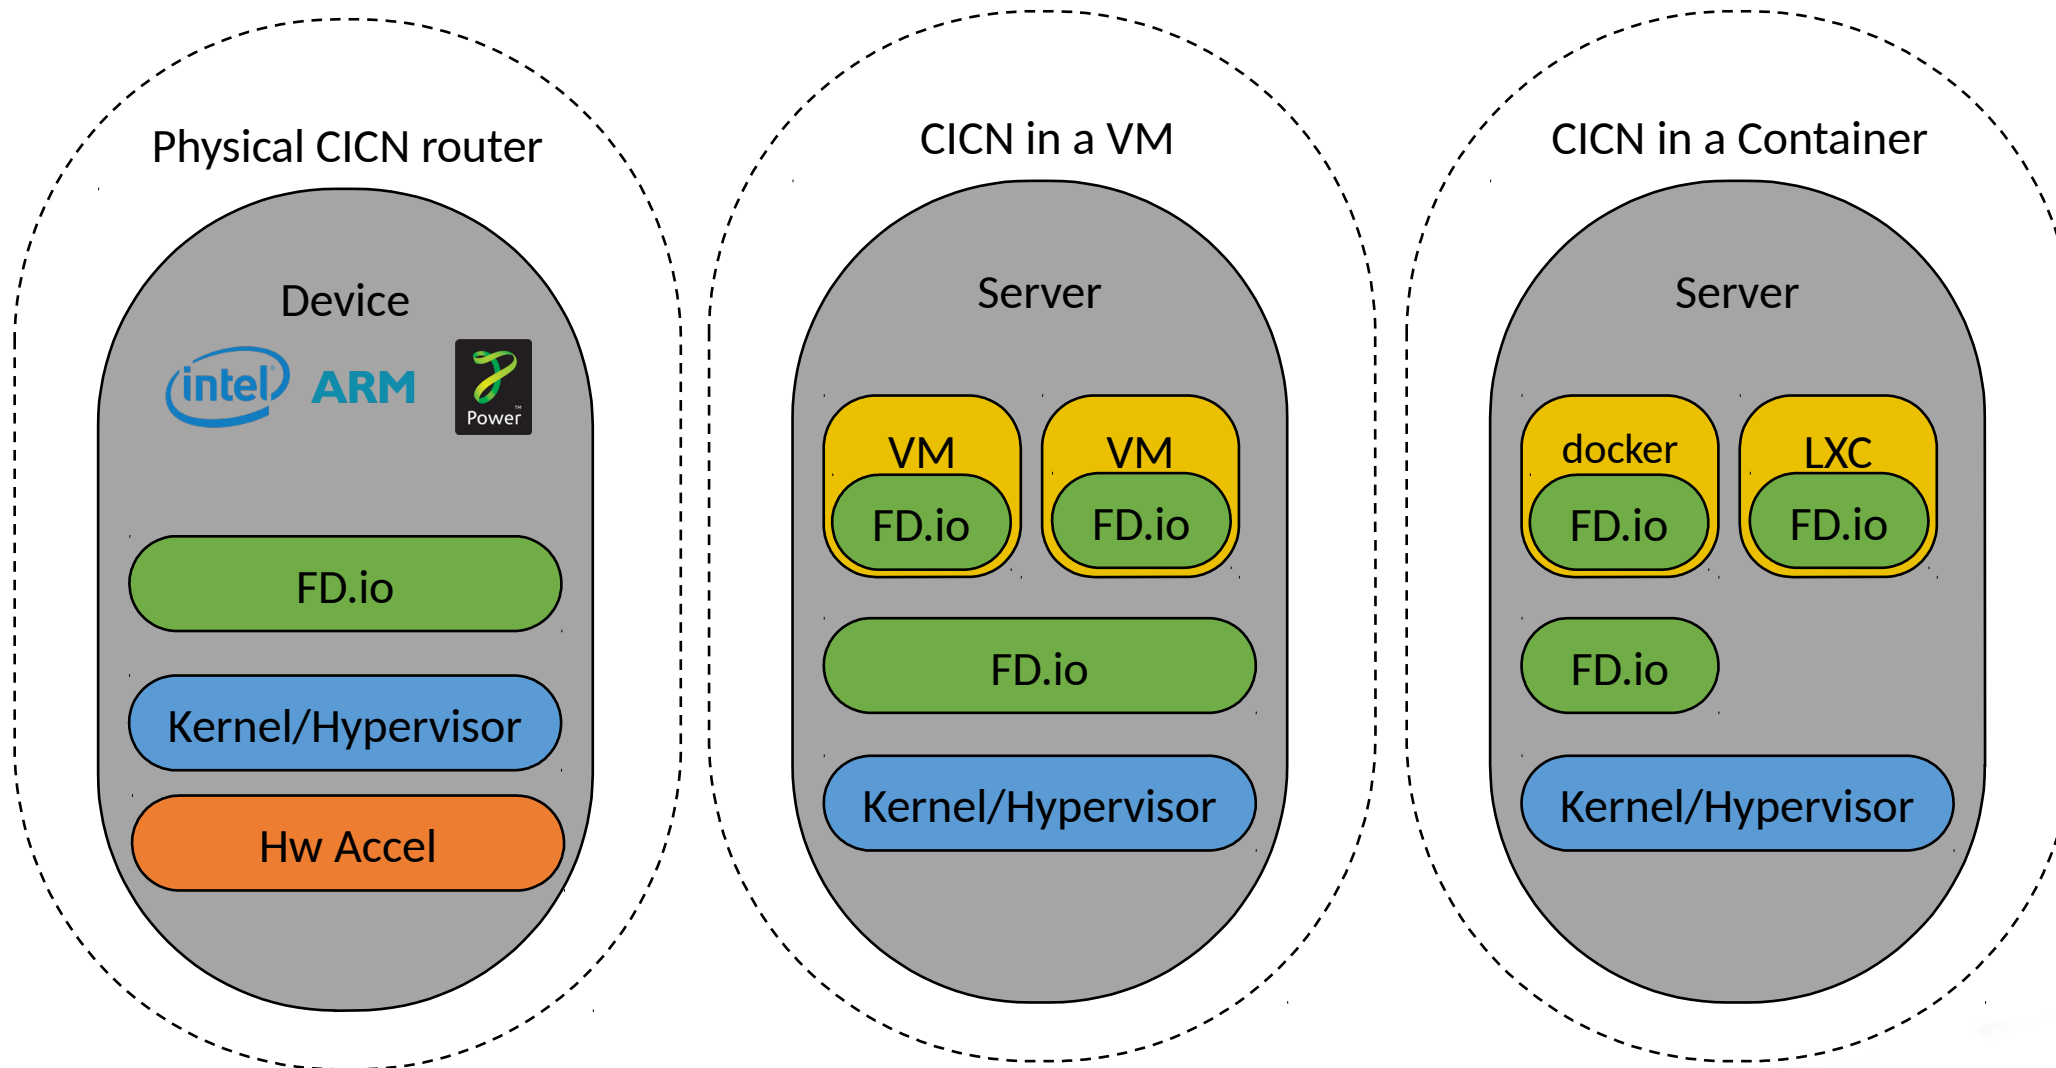 Physical CICN router
Device
intel
ARM
Power™
FD.io
Kernel/Hypervisor
Hw Accel
CICN in a VM
Server
VM
FD.io
VM
FD.io
FD.io
Kernel/Hypervisor
CICN in a Container
Server
docker
FD.io
LXC
FD.io
FD.io
Kernel/Hypervisor